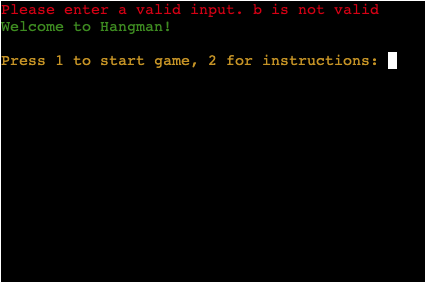 Please enter a valid input. b is not valid
Welcome to Hangman!
Press 1 to start game, 2 for instructions: